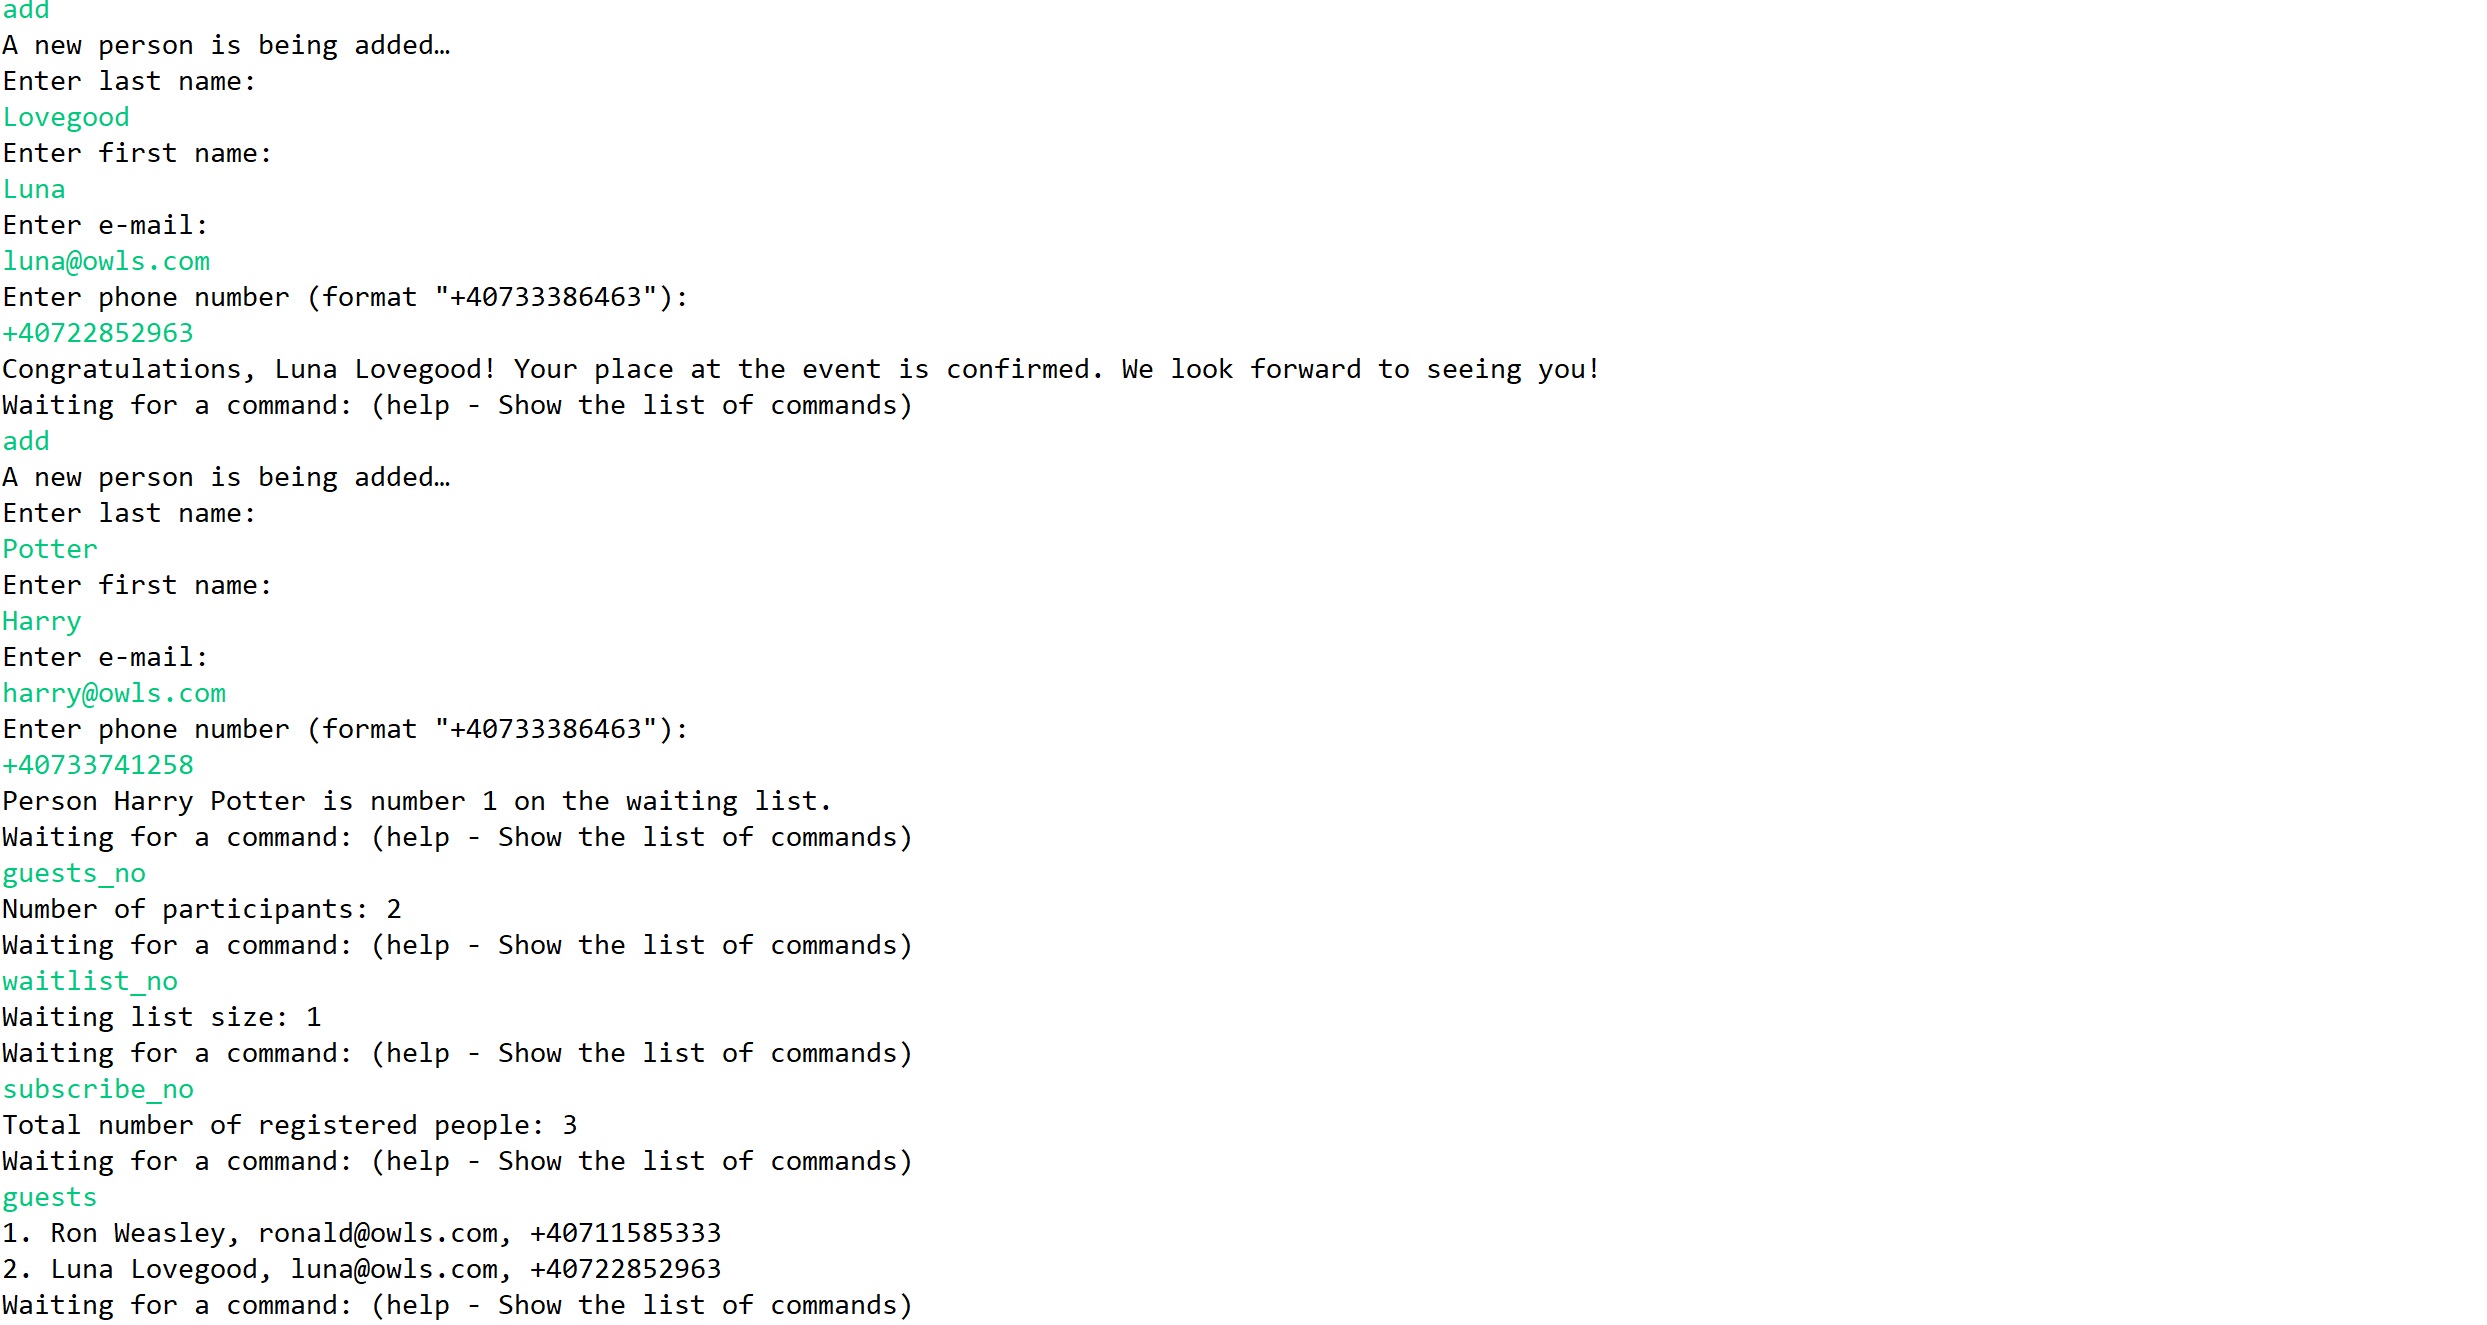 add
A new person is being added…
Enter last name:
Lovegood
Enter first name:
Luna
Enter e-mail:
luna@owls.com
Enter phone number (format "+40733386463"):
+40722852963
Congratulations, Luna Lovegood! Your place at the event is confirmed. We look forward to seeing you!
Waiting for a command: (help - Show the list of commands)
add
A new person is being added…
Enter last name:
Potter
Enter first name:
Harry
Enter e-mail:
harry@owls.com
Enter phone number (format "+40733386463"):
+40733741258
Person Harry Potter is number 1 on the waiting list.
Waiting for a command: (help - Show the list of commands)
guests_no
Number of participants: 2
Waiting for a command: (help - Show the list of commands)
waitlist_no
Waiting list size: 1
Waiting for a command: (help - Show the list of commands)
subscribe_no
Total number of registered people: 3
Waiting for a command: (help - Show the list of commands)
guests
1. Ron Weasley, ronald@owls.com, +40711585333
2. Luna Lovegood, luna@owls.com, +40722852963
Waiting for a command: (help - Show the list of commands)